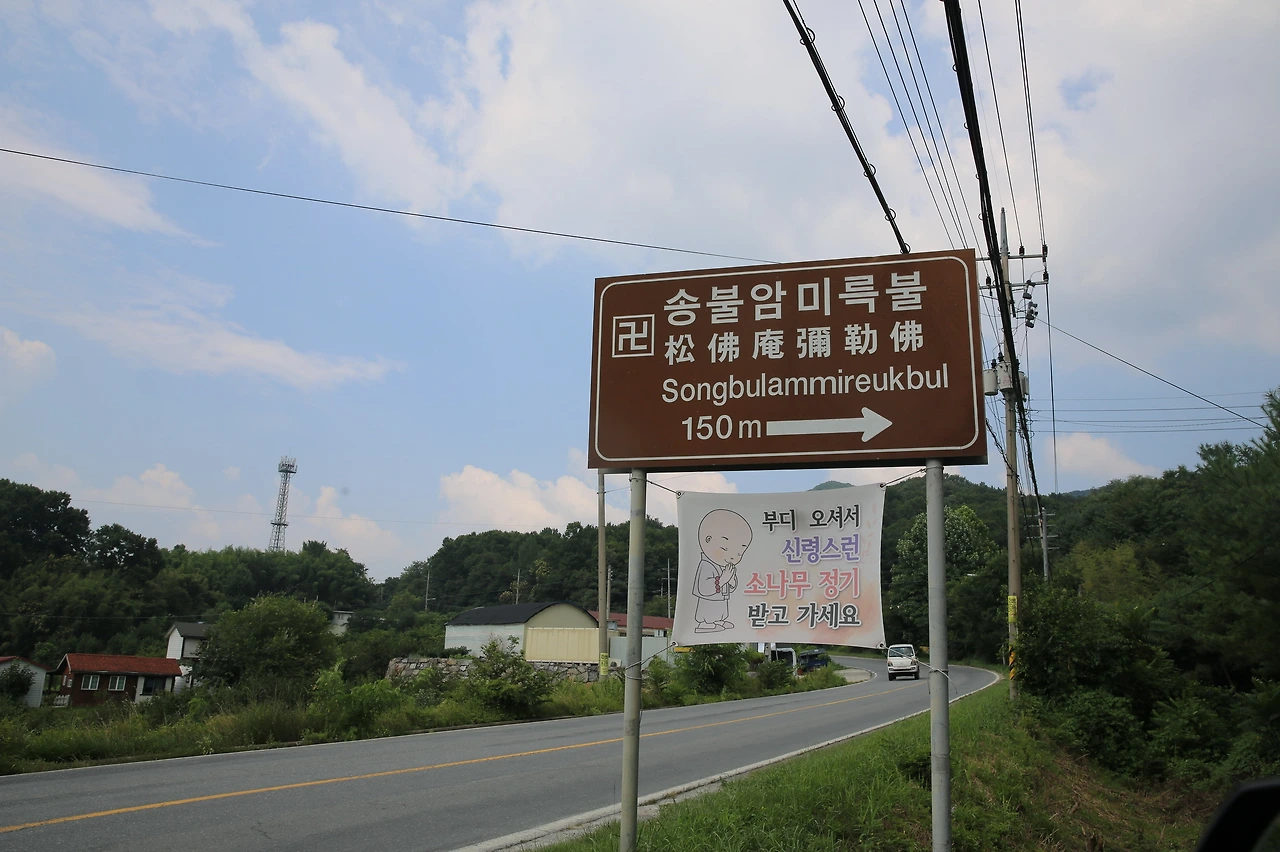 卍 송불암미륵불
松佛庵彌勒佛
Songbulammireukbul
150m
부디 오셔서
신령스런
소나무 정기
받고 가세요